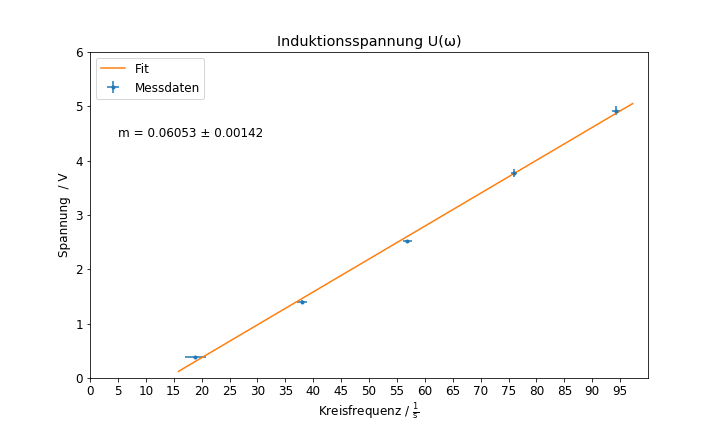 Induktionsspannung U(ω)
Fit
Messdaten
m = 0.06053 ± 0.00142
Spannung / V
6
5
4
3
2
1
0
0 5 10 15 20 25 30 35 40 45 50 55 60 65 70 75 80 85 90 95
Kreisfrequenz / 1/s